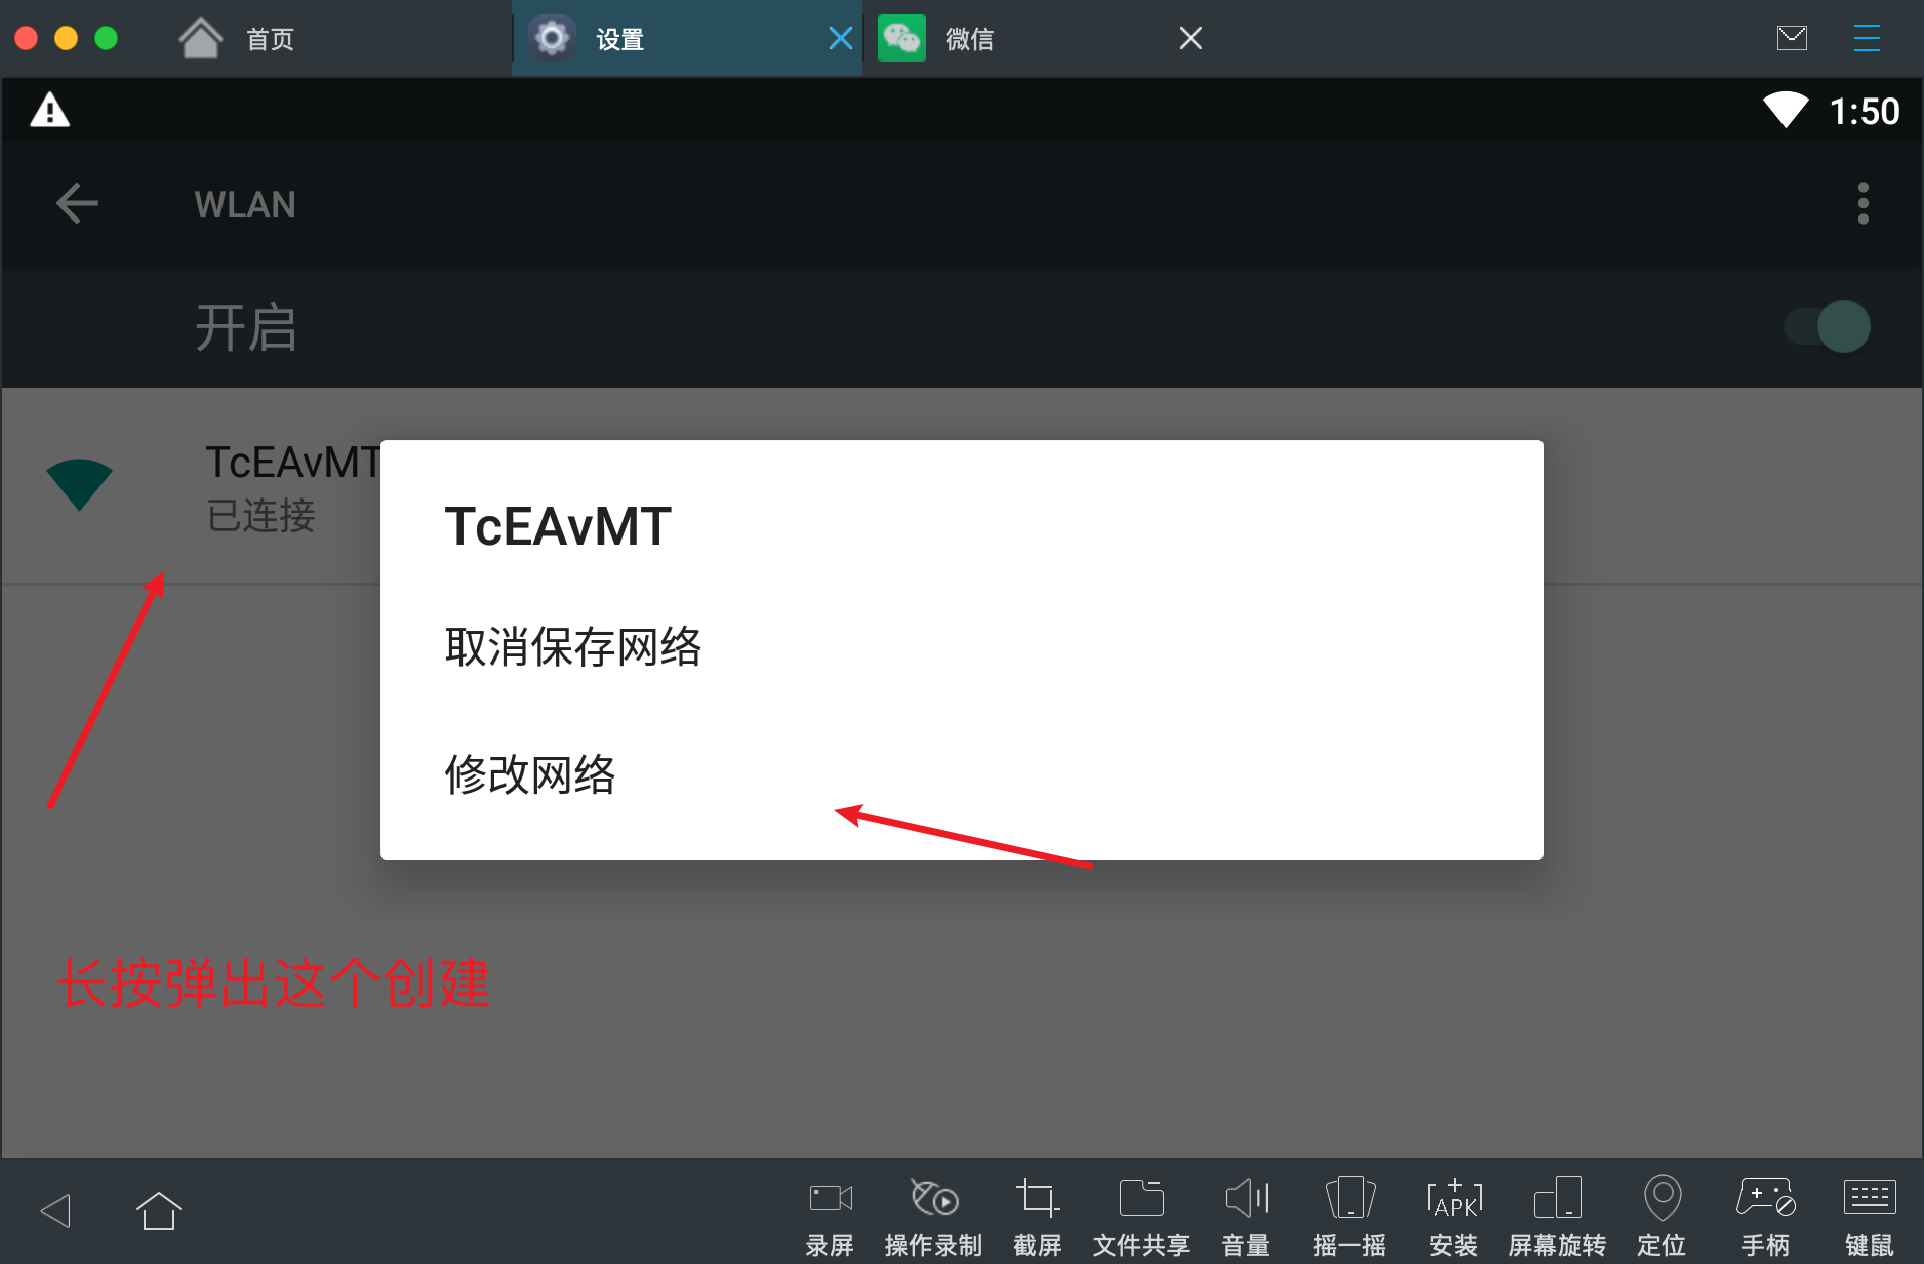 首页
设置
微信
1:50
WLAN
开启
TcEAvMT
已连接
TcEAvMT
取消保存网络
修改网络
长按弹出这个创建
APK
录屏
操作录制
截屏
文件共享
音量
摇一摇
安装
屏幕旋转
定位
手柄
键鼠